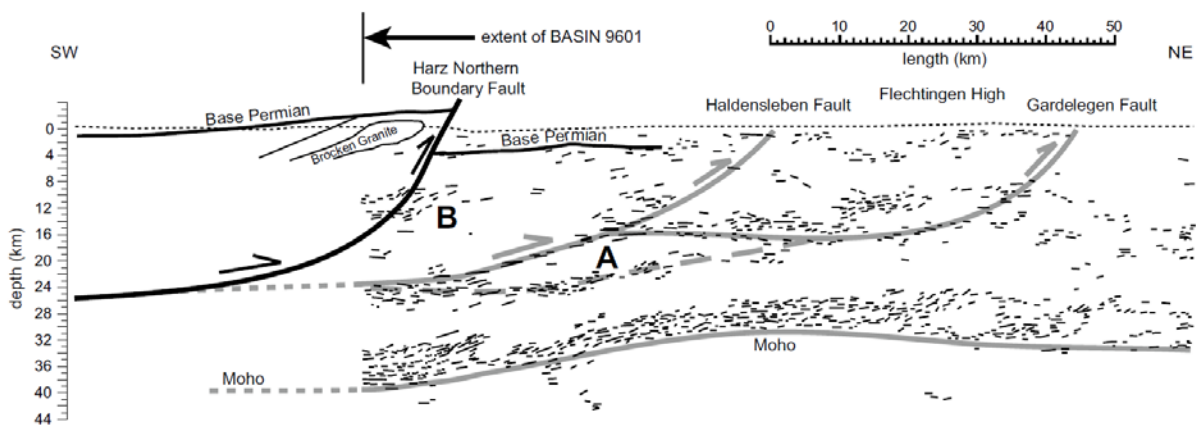 SW
extent of BASIN 9601
0 10 20 30 40 50
length (km)
NE
Harz Northern
Boundary Fault
Haldensleben Fault
Flechtingen High
Gardelegen Fault
Base Permian
Brocken Granite
Base Permian
0
4
8
12
16
20
24
28
32
36
40
44
depth (km)
B
A
Moho
Moho